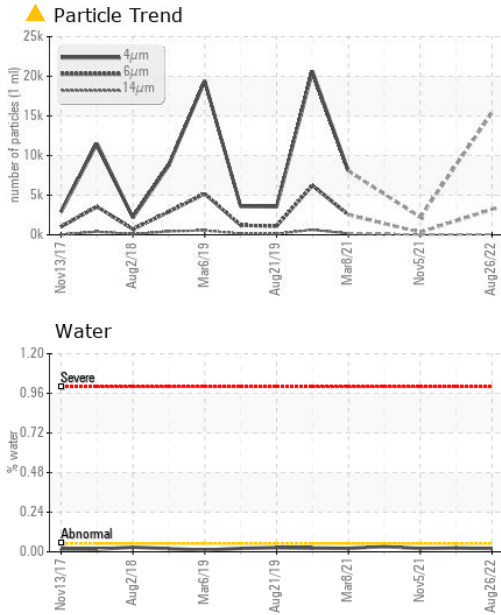 Particle Trend
number of particles (1 ml)
25k
20k
15k
10k
5k
0k
4μm
6μm
14μm
Nov13/17
Aug2/18
Mar6/19
Aug21/19
Mar8/21
Nov5/21
Aug26/22
Water
% water
1.20
0.96
0.72
0.48
0.24
0.00
Severe
Abnormal
Nov13/17
Aug2/18
Mar6/19
Aug21/19
Mar8/21
Nov5/21
Aug26/22